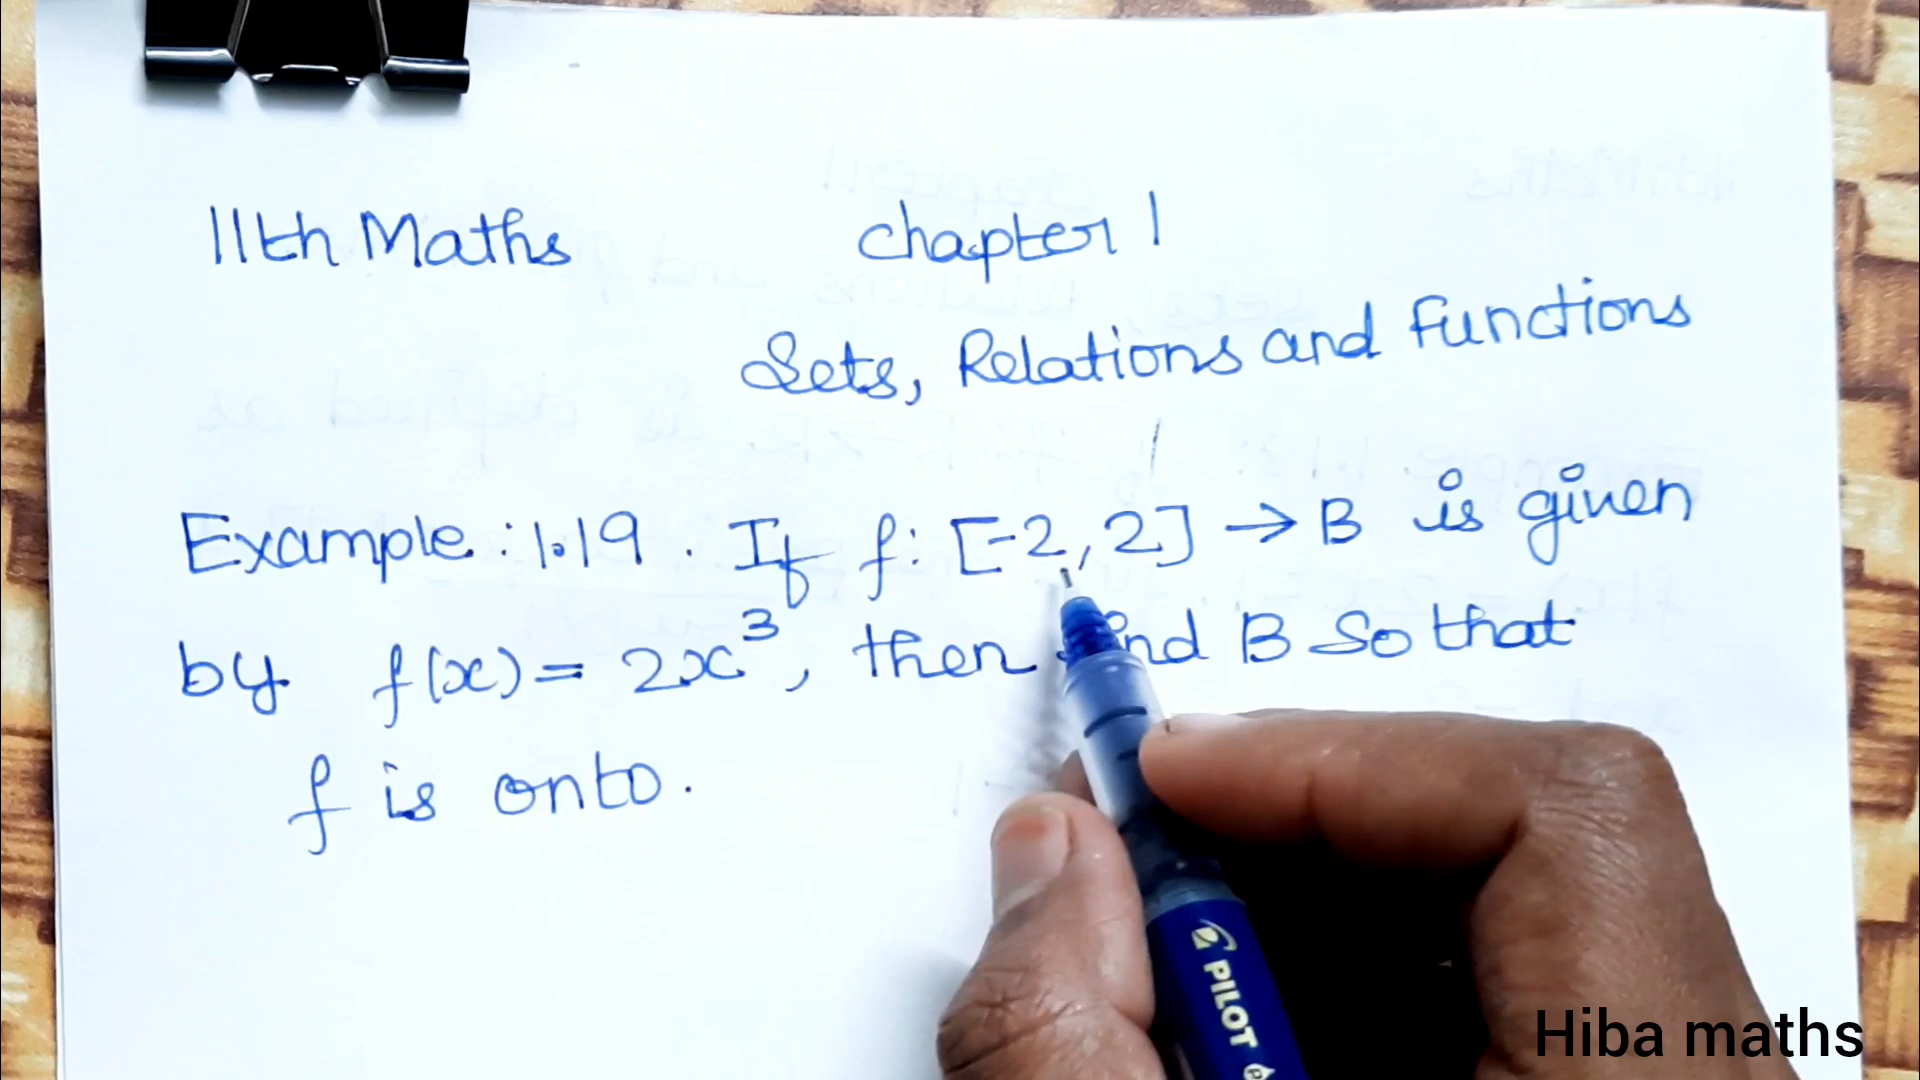 11th Maths Chapter 1
Sets, Relations and Functions
Example : 1.19 . If f: [-2, 2] → B is given
by f(x) = 2x³, then find B so that
f is onto.
PILOT
Hiba maths